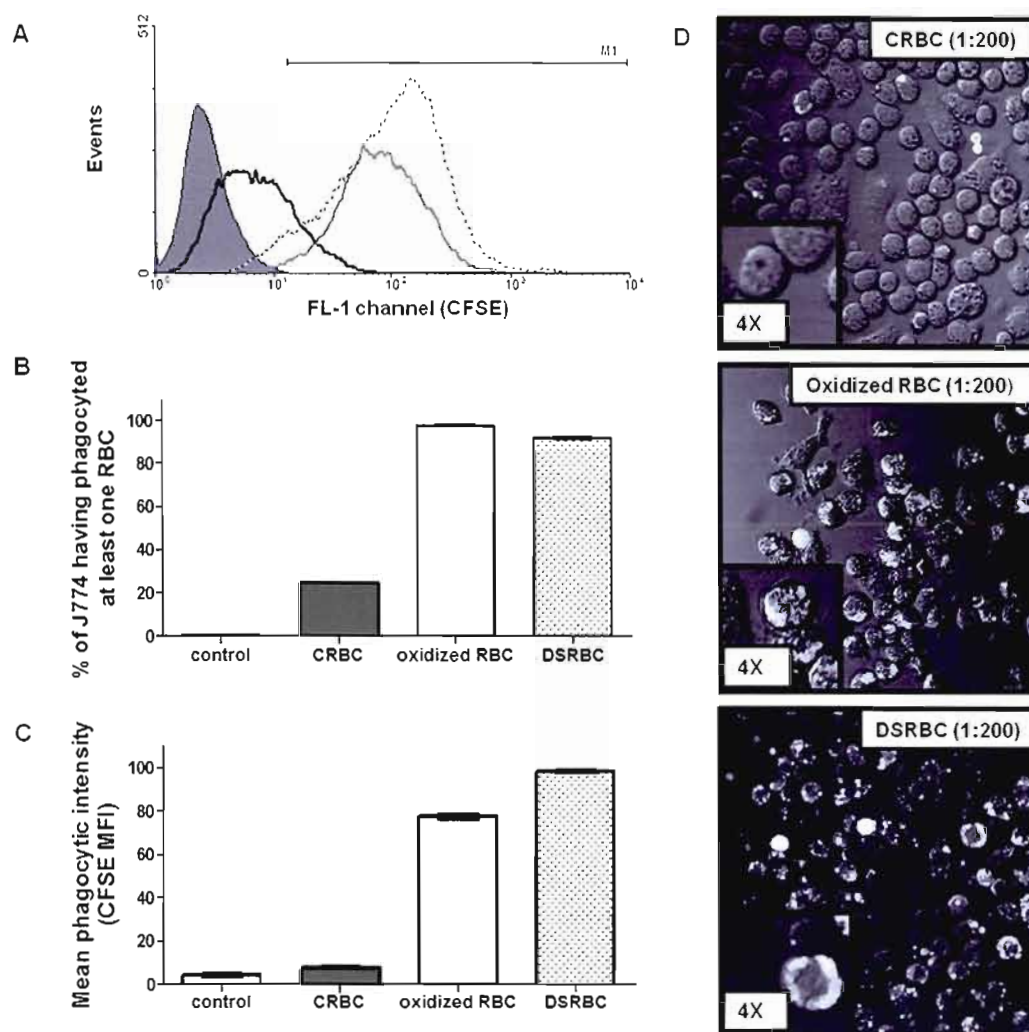 A
512
Events
0
M1
10⁰
10¹
10²
10³
10⁴
FL-1 channel (CFSE)
B
% of J774 having phagocyted
at least one RBC
100
80
60
40
20
0
control
CRBC
oxidized RBC
DSRBC
C
Mean phagocytic intensity
(CFSE MFI)
100
80
60
40
20
0
control
CRBC
oxidized RBC
DSRBC
D
CRBC (1:200)
4X
Oxidized RBC (1:200)
4X
DSRBC (1:200)
4X